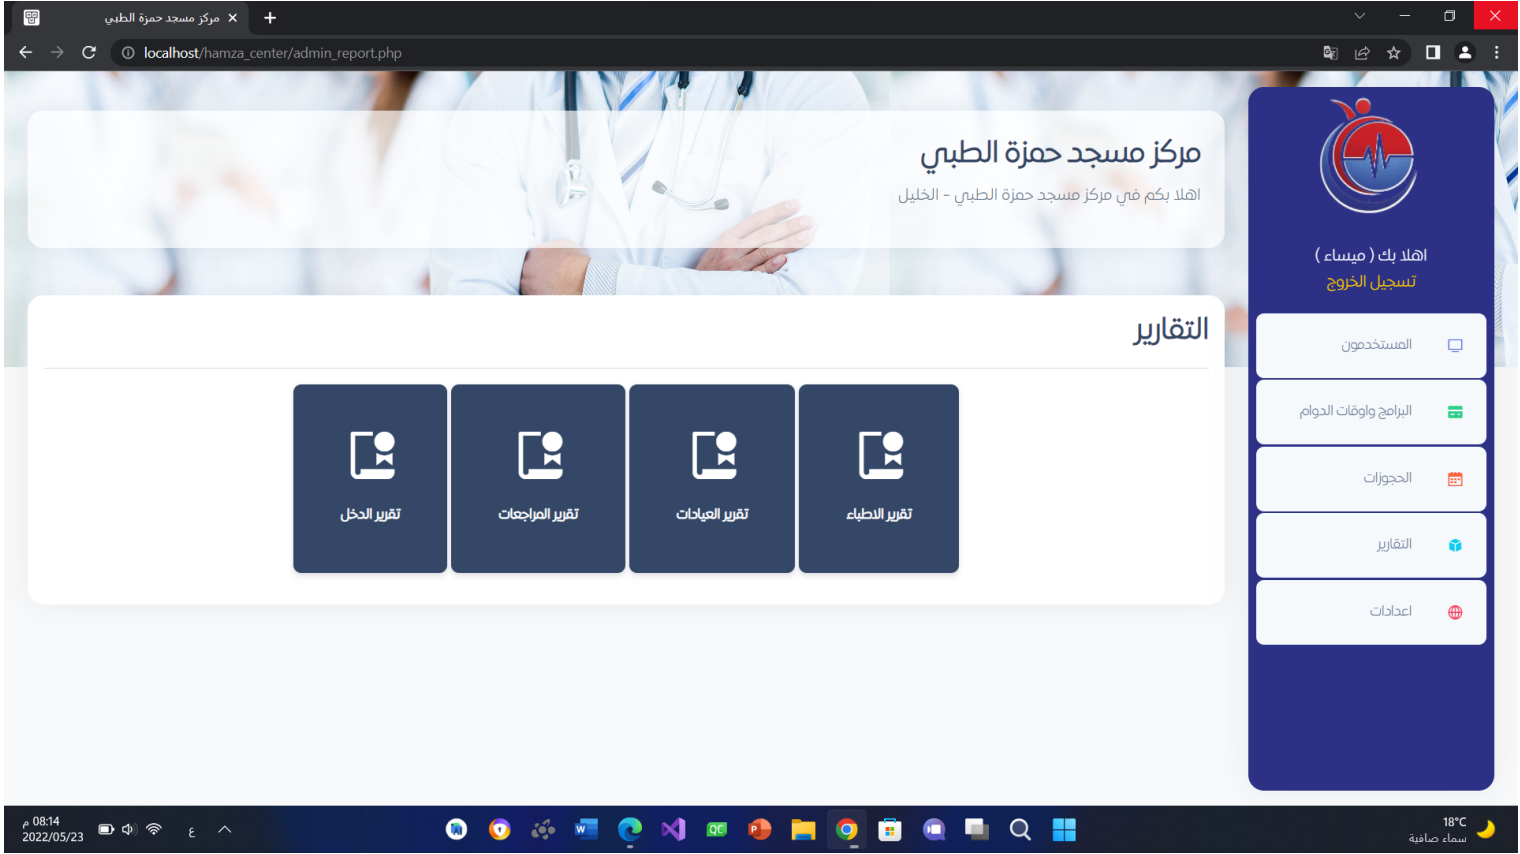 مركز مسجد حمزة الطبي
localhost/hamza_center/admin_report.php
مركز مسجد حمزة الطبي
اهلا بكم في مركز مسجد حمزة الطبي - الخليل
اهلا بك ( ميساء )
تسجيل الخروج
المستخدمون
البرامج واوقات الدوام
الحجوزات
التقارير
اعدادات
التقارير
تقرير الاطباء
تقرير العيادات
تقرير المراجعات
تقرير الدخل
08:14 م
2022/05/23
ع
W
QC
P
18°C
سماء صافية